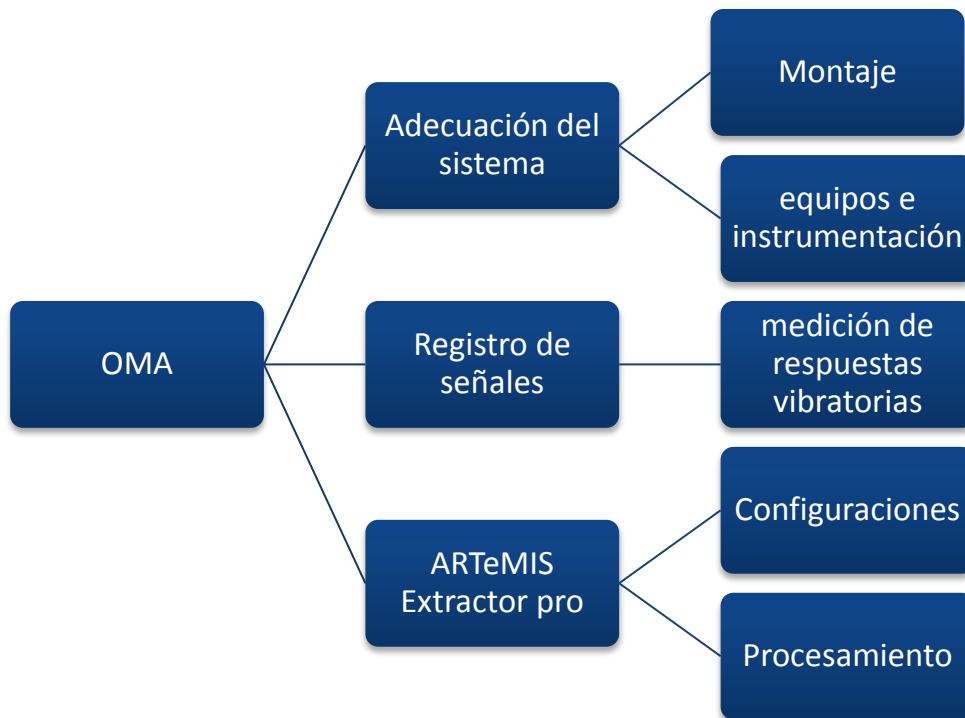 OMA
Adecuación del
sistema
Montaje
equipos e
instrumentación
Registro de
señales
medición de
respuestas
vibratorias
ARTeMIS
Extractor pro
Configuraciones
Procesamiento